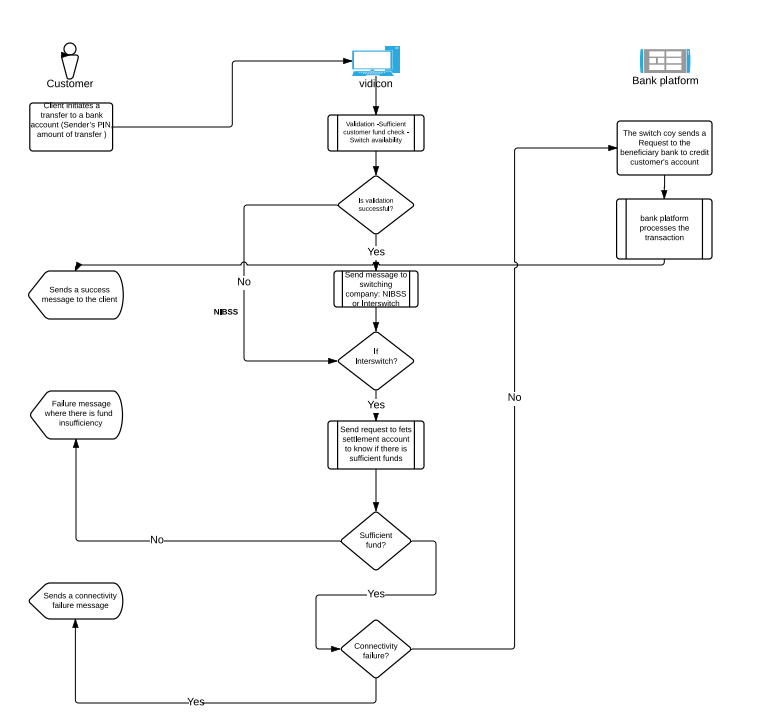 Customer
vidicon
Bank platform
Client initiates a
transfer to a bank
account (Sender's PIN,
amount of transfer )
Validation -Sufficient
customer fund check -
Switch availability
The switch coy sends a
Request to the
beneficiary bank to credit
customer's account
Is validation
successful?
bank platform
processes the
transaction
Yes
No
Sends a success
message to the client
Send message to
switching
company: NIBSS
or Interswitch
NIBSS
If
Interswitch?
No
Yes
Failure message
where there is fund
insufficiency
Send request to fets
settlement account
to know if there is
sufficient funds
No
Sufficient
fund?
Yes
Sends a connectivity
failure message
Connectivity
failure?
Yes